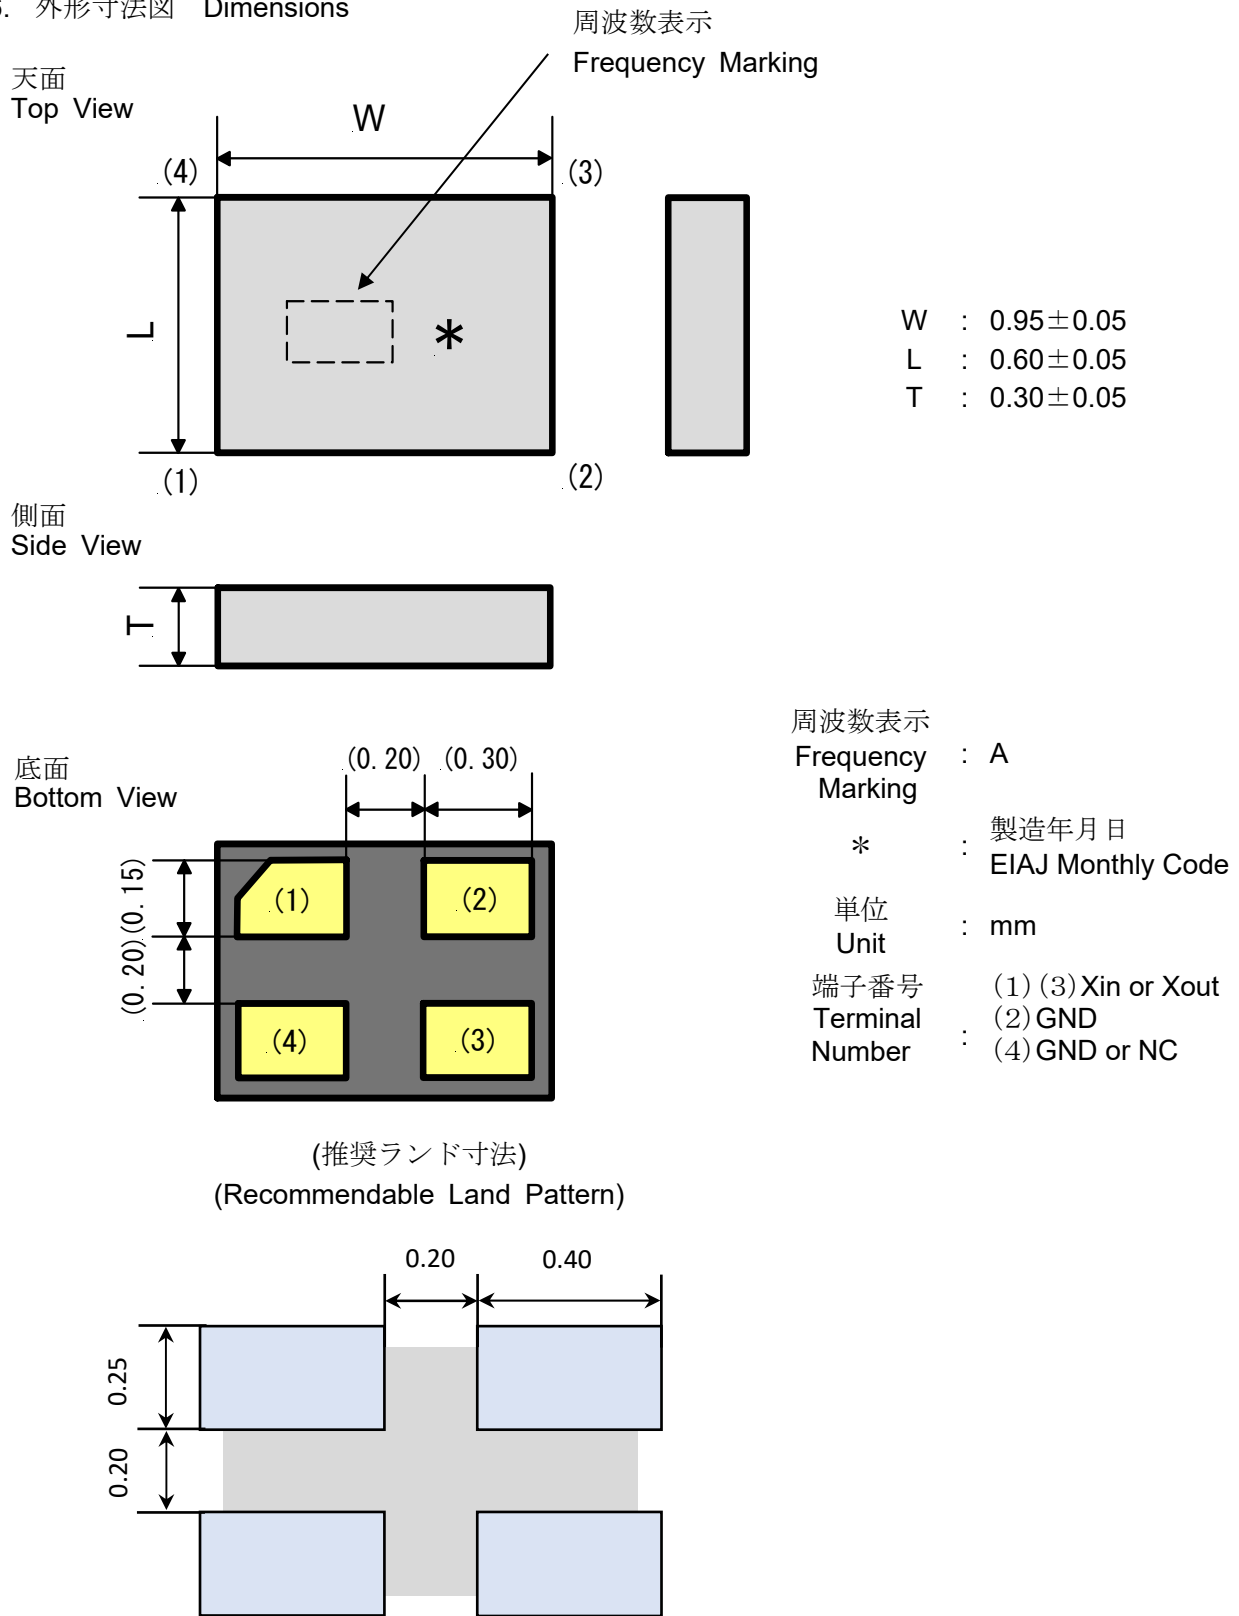 外形寸法図 Dimensions
周波数表示
Frequency Marking
天面
Top View
W
(4)
(3)
L
*
(1)
(2)
W : 0.95±0.05
L : 0.60±0.05
T : 0.30±0.05
側面
Side View
T
底面
Bottom View
(0.20) (0.30)
(0.15)
(0.20)
(1)
(2)
(4)
(3)
周波数表示
Frequency : A
Marking
* : 製造年月日
EIAJ Monthly Code
単位
Unit : mm
端子番号
Terminal
Number :
(1)(3)Xin or Xout
(2)GND
(4)GND or NC
(推奨ランド寸法)
(Recommendable Land Pattern)
0.20
0.40
0.25
0.20